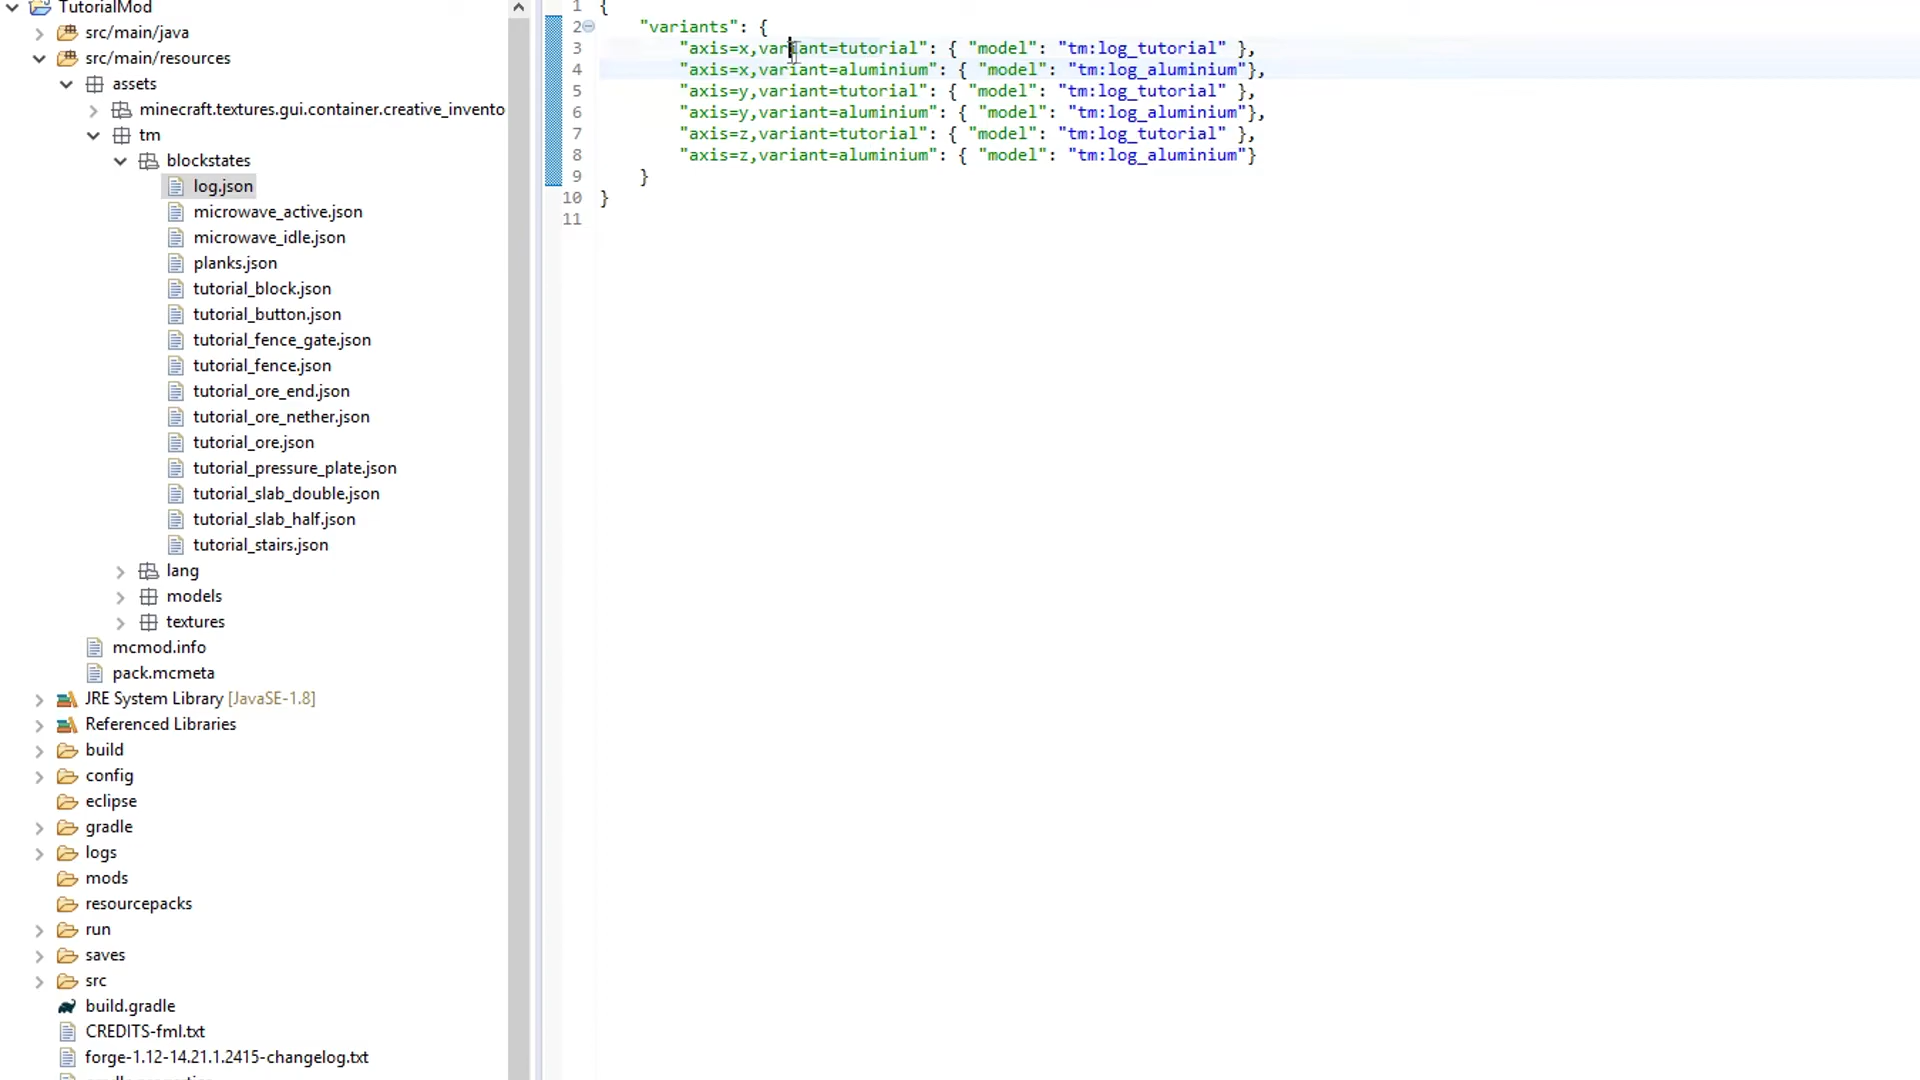 TutorialMod
src/main/java
src/main/resources
assets
minecraft.textures.gui.container.creative_invento
tm
blockstates
log.json
microwave_active.json
microwave_idle.json
planks.json
tutorial_block.json
tutorial_button.json
tutorial_fence_gate.json
tutorial_fence.json
tutorial_ore_end.json
tutorial_ore_nether.json
tutorial_ore.json
tutorial_pressure_plate.json
tutorial_slab_double.json
tutorial_slab_half.json
tutorial_stairs.json
lang
models
textures
mcmod.info
pack.mcmeta
JRE System Library [JavaSE-1.8]
Referenced Libraries
build
config
eclipse
gradle
logs
mods
resourcepacks
run
saves
src
build.gradle
CREDITS-fml.txt
forge-1.12-14.21.1.2415-changelog.txt
1 {
2 "variants": {
3 "axis=x,variant=tutorial": { "model": "tm:log_tutorial" },
4 "axis=x,variant=aluminium": { "model": "tm:log_aluminium"},
5 "axis=y,variant=tutorial": { "model": "tm:log_tutorial" },
6 "axis=y,variant=aluminium": { "model": "tm:log_aluminium"},
7 "axis=z,variant=tutorial": { "model": "tm:log_tutorial" },
8 "axis=z,variant=aluminium": { "model": "tm:log_aluminium"}
9 }
10 }
11